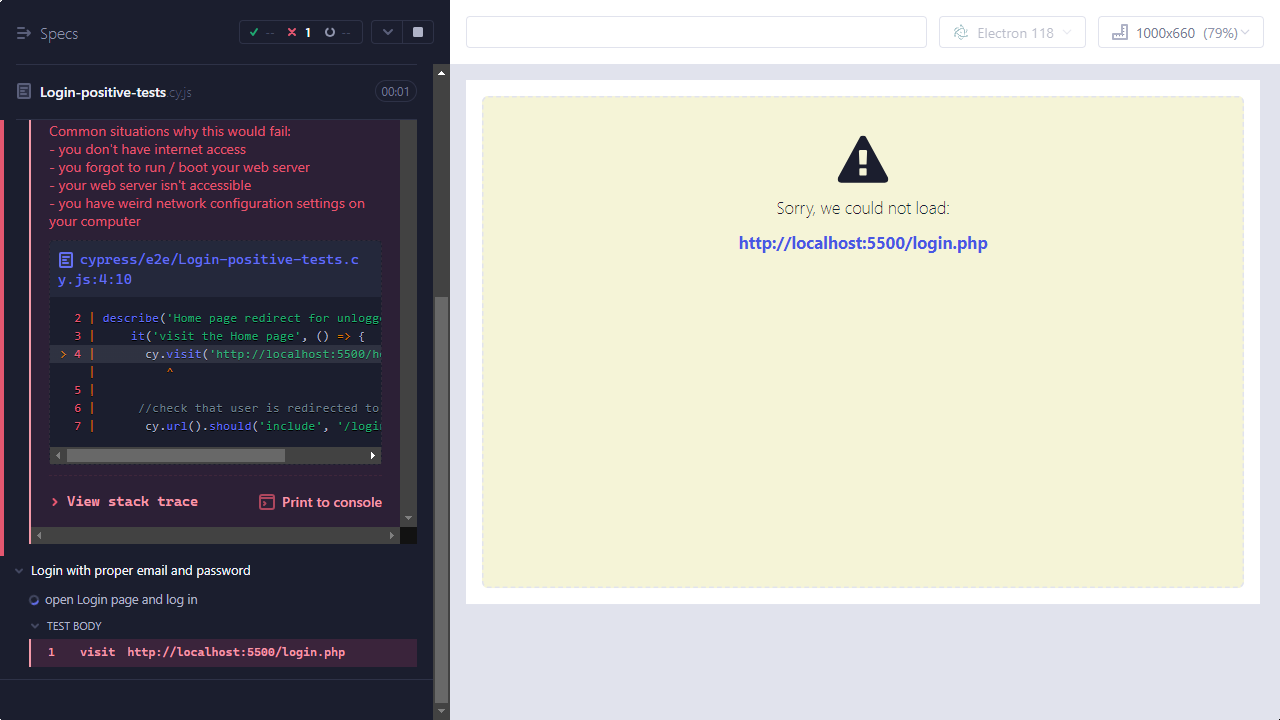 Specs
-- 1 --
Login-positive-tests.cy.js 00:01
Common situations why this would fail:
- you don't have internet access
- you forgot to run / boot your web server
- your web server isn't accessible
- you have weird network configuration settings on
your computer
cypress/e2e/Login-positive-tests.c
y.js:4:10
2 | describe('Home page redirect for unlogge
3 | it('visit the Home page', () => {
> 4 | cy.visit('http://localhost:5500/h
| ^
5 |
6 | //check that user is redirected to
7 | cy.url().should('include', '/logi
View stack trace
Print to console
Login with proper email and password
open Login page and log in
TEST BODY
1 visit http://localhost:5500/login.php
Electron 118
1000x660 (79%)
Sorry, we could not load:
http://localhost:5500/login.php